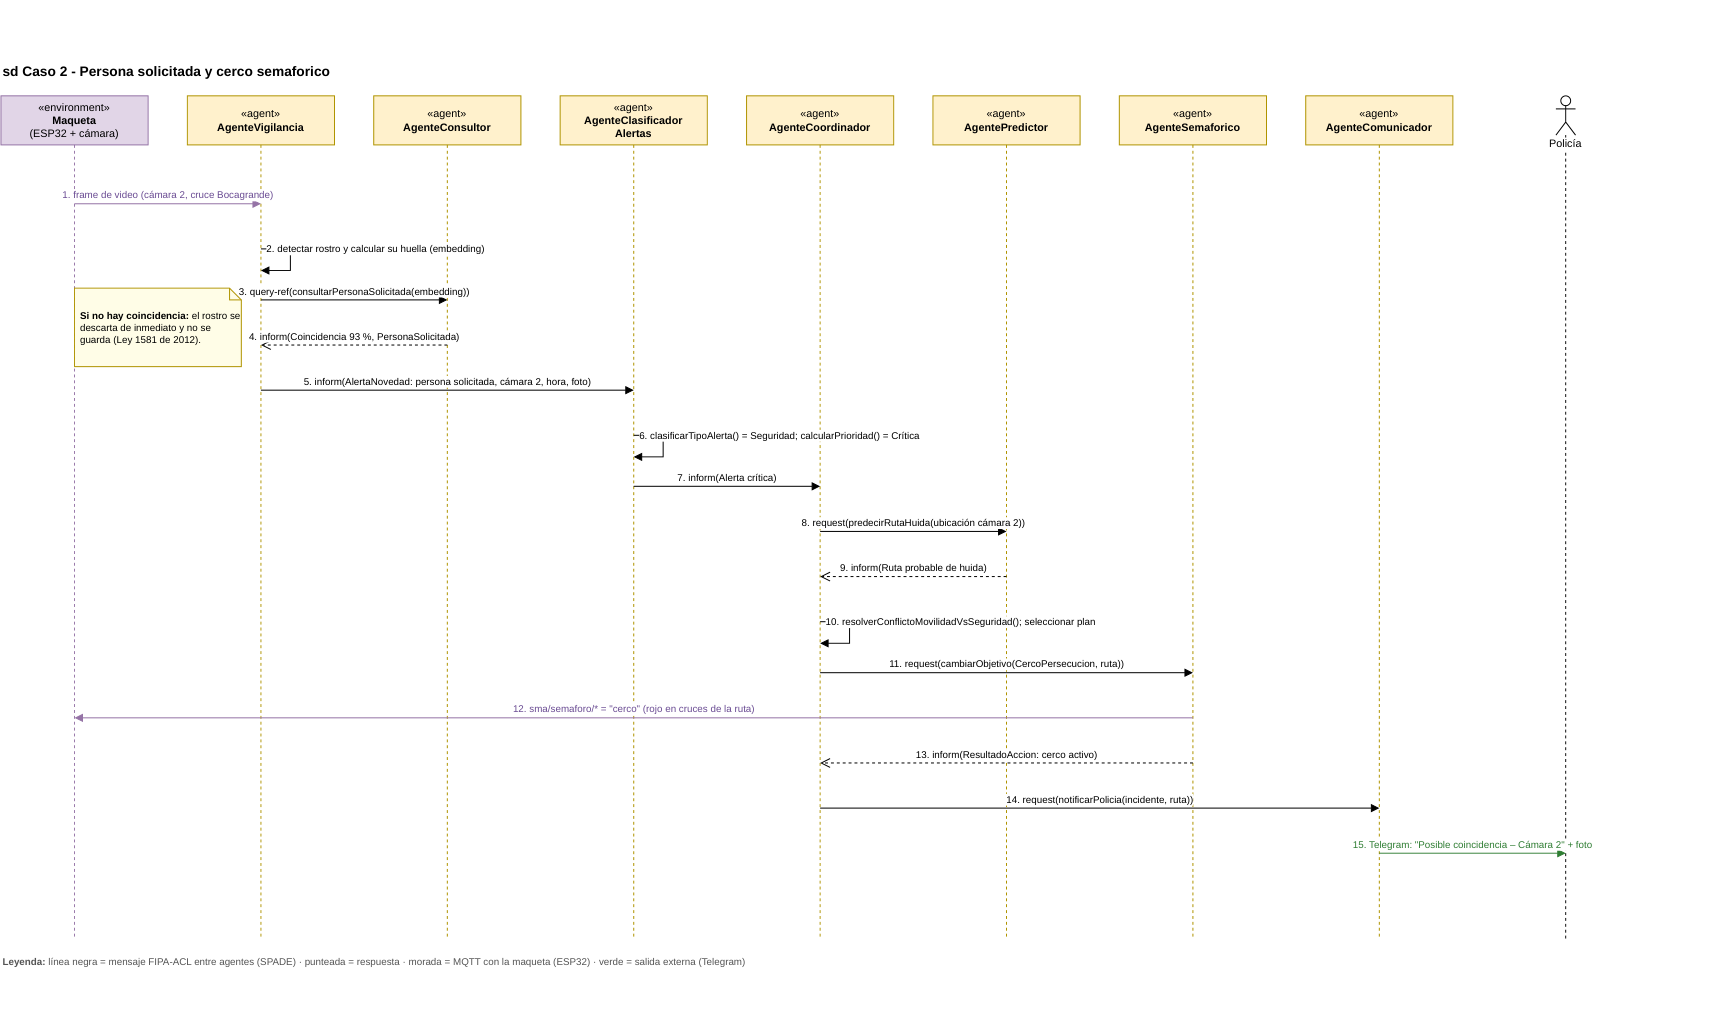 sd Caso 2 - Persona solicitada y cerco semaforico
«environment»
Maqueta
(ESP32 + cámara)
«agent»
AgenteVigilancia
«agent»
AgenteConsultor
«agent»
AgenteClasificador
Alertas
«agent»
AgenteCoordinador
«agent»
AgentePredictor
«agent»
AgenteSemaforico
«agent»
AgenteComunicador
Policía
1. frame de video (cámara 2, cruce Bocagrande)
2. detectar rostro y calcular su huella (embedding)
3. query-ref(consultarPersonaSolicitada(embedding))
Si no hay coincidencia: el rostro se
descarta de inmediato y no se
guarda (Ley 1581 de 2012).
4. inform(Coincidencia 93 %, PersonaSolicitada)
5. inform(AlertaNovedad: persona solicitada, cámara 2, hora, foto)
6. clasificarTipoAlerta() = Seguridad; calcularPrioridad() = Crítica
7. inform(Alerta crítica)
8. request(predecirRutaHuida(ubicación cámara 2))
9. inform(Ruta probable de huida)
10. resolverConflictoMovilidadVsSeguridad(); seleccionar plan
11. request(cambiarObjetivo(CercoPersecucion, ruta))
12. sma/semaforo/* = "cerco" (rojo en cruces de la ruta)
13. inform(ResultadoAccion: cerco activo)
14. request(notificarPolicia(incidente, ruta))
15. Telegram: "Posible coincidencia – Cámara 2" + foto
Leyenda: línea negra = mensaje FIPA-ACL entre agentes (SPADE) · punteada = respuesta · morada = MQTT con la maqueta (ESP32) · verde = salida externa (Telegram)